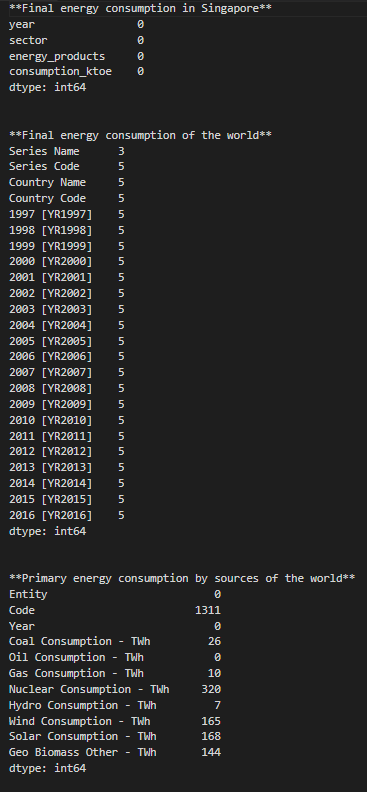 **Final energy consumption in Singapore**
year 0
sector 0
energy_products 0
consumption_ktoe 0
dtype: int64
**Final energy consumption of the world**
Series Name 3
Series Code 5
Country Name 5
Country Code 5
1997 [YR1997] 5
1998 [YR1998] 5
1999 [YR1999] 5
2000 [YR2000] 5
2001 [YR2001] 5
2002 [YR2002] 5
2003 [YR2003] 5
2004 [YR2004] 5
2005 [YR2005] 5
2006 [YR2006] 5
2007 [YR2007] 5
2008 [YR2008] 5
2009 [YR2009] 5
2010 [YR2010] 5
2011 [YR2011] 5
2012 [YR2012] 5
2013 [YR2013] 5
2014 [YR2014] 5
2015 [YR2015] 5
2016 [YR2016] 5
dtype: int64
**Primary energy consumption by sources of the world**
Entity 0
Code 1311
Year 0
Coal Consumption - TWh 26
Oil Consumption - TWh 0
Gas Consumption - TWh 10
Nuclear Consumption - TWh 320
Hydro Consumption - TWh 7
Wind Consumption - TWh 165
Solar Consumption - TWh 168
Geo Biomass Other - TWh 144
dtype: int64